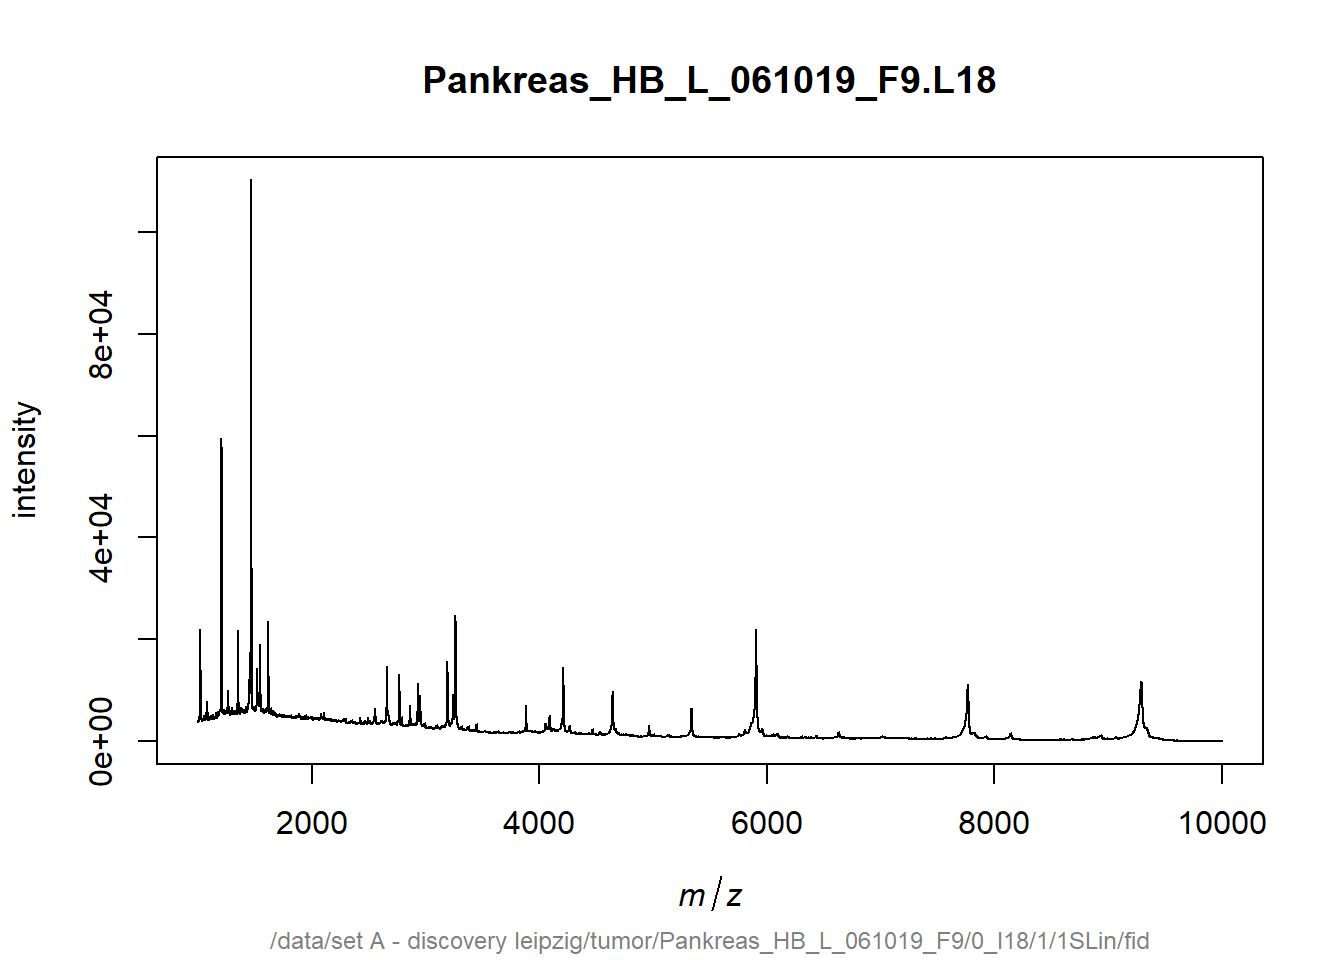 Pankreas_HB_L_061019_F9.L18
intensity
8e+04
4e+04
0e+00
2000 4000 6000 8000 10000
m/z
/data/set A - discovery leipzig/tumor/Pankreas_HB_L_061019_F9/0_l18/1/1SLin/fid